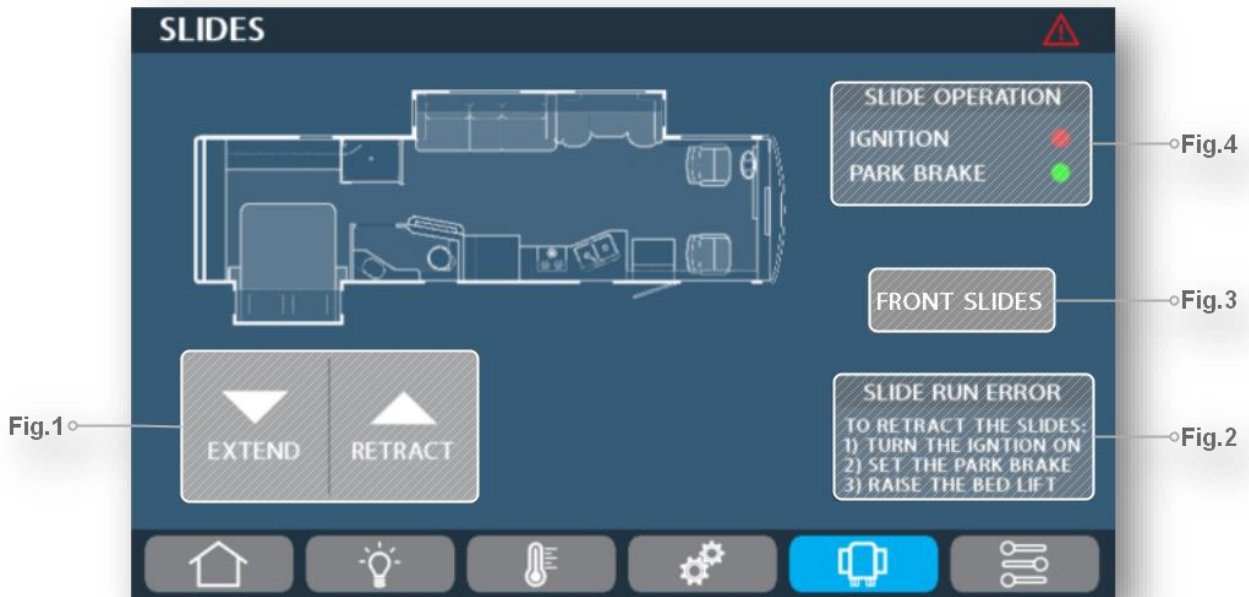 SLIDES
SLIDE OPERATION
IGNITION
PARK BRAKE
Fig.4
FRONT SLIDES
Fig.3
SLIDE RUN ERROR
TO RETRACT THE SLIDES:
1) TURN THE IGNTION ON
2) SET THE PARK BRAKE
3) RAISE THE BED LIFT
Fig.2
Fig.1
EXTEND
RETRACT